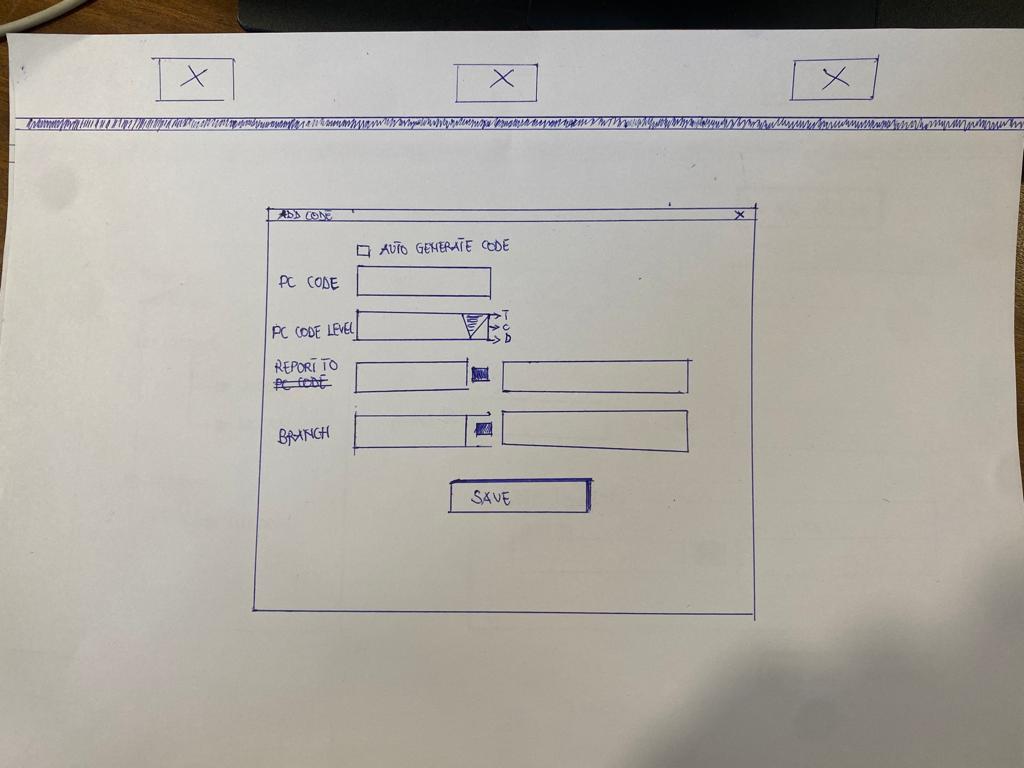 X X X
ADD CODE X
AUTO GENERATE CODE
PC CODE
PC CODE LEVEL
T
C
D
REPORT TO
PC CODE
BRANCH
SAVE